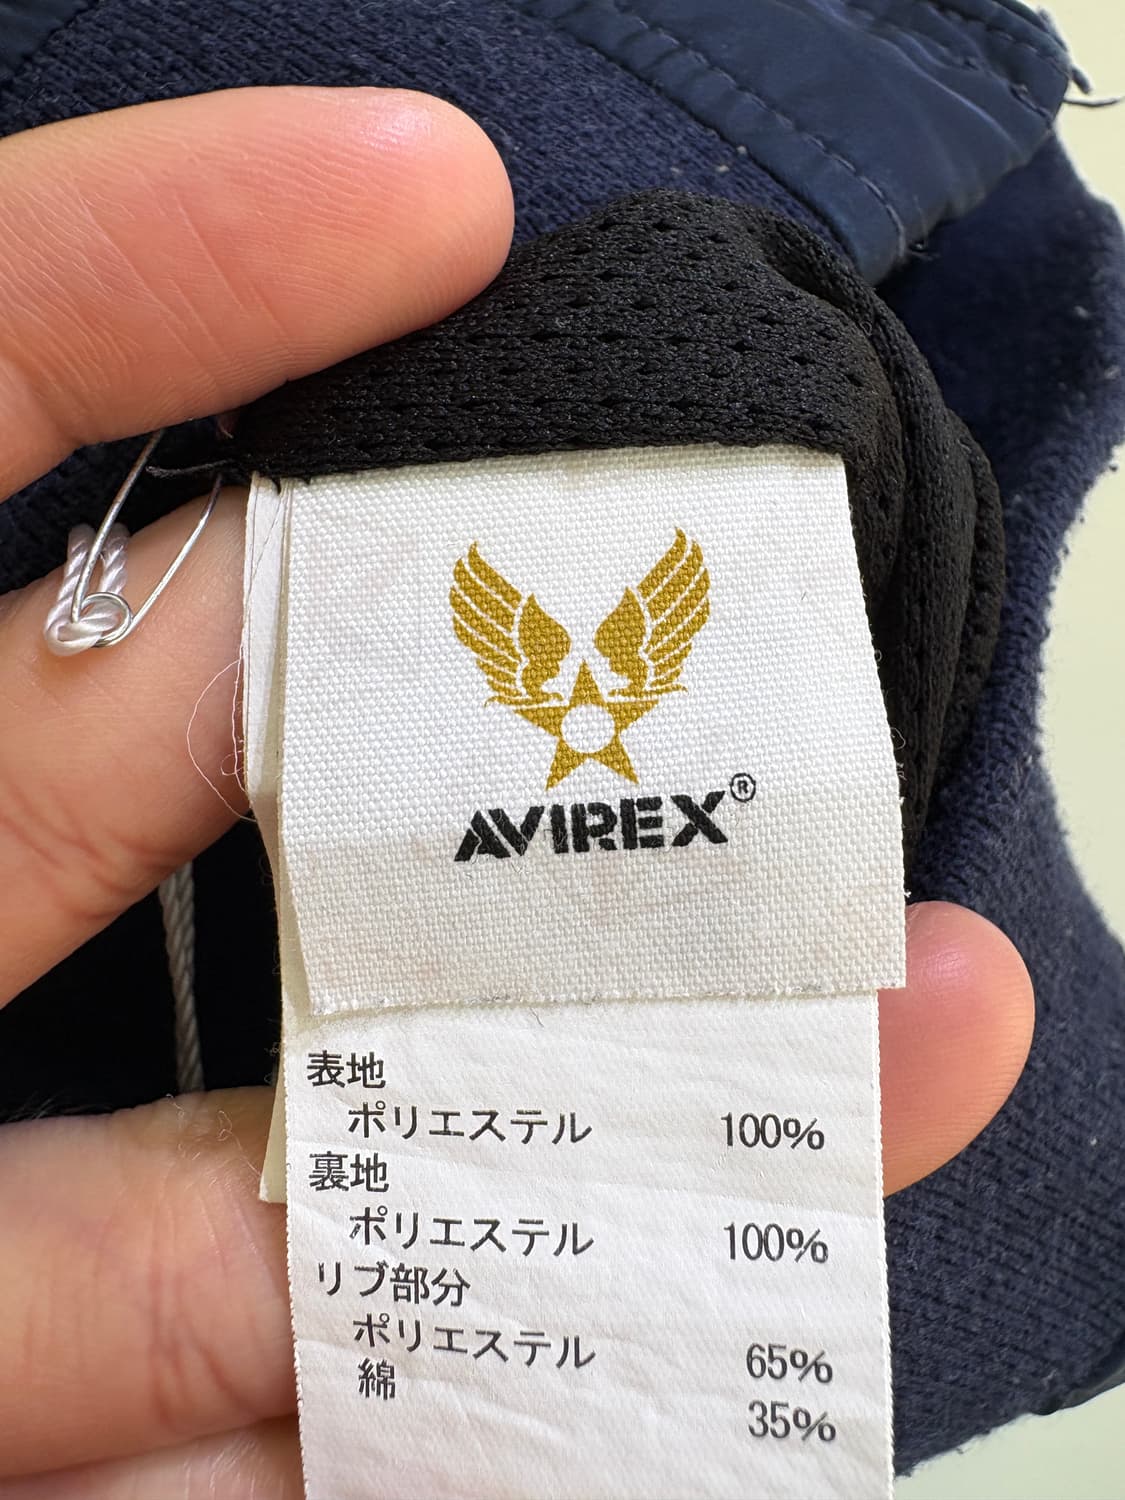 AVIREX®
表地
ポリエステル 100%
裏地
ポリエステル 100%
リブ部分
ポリエステル 65%
綿 35%